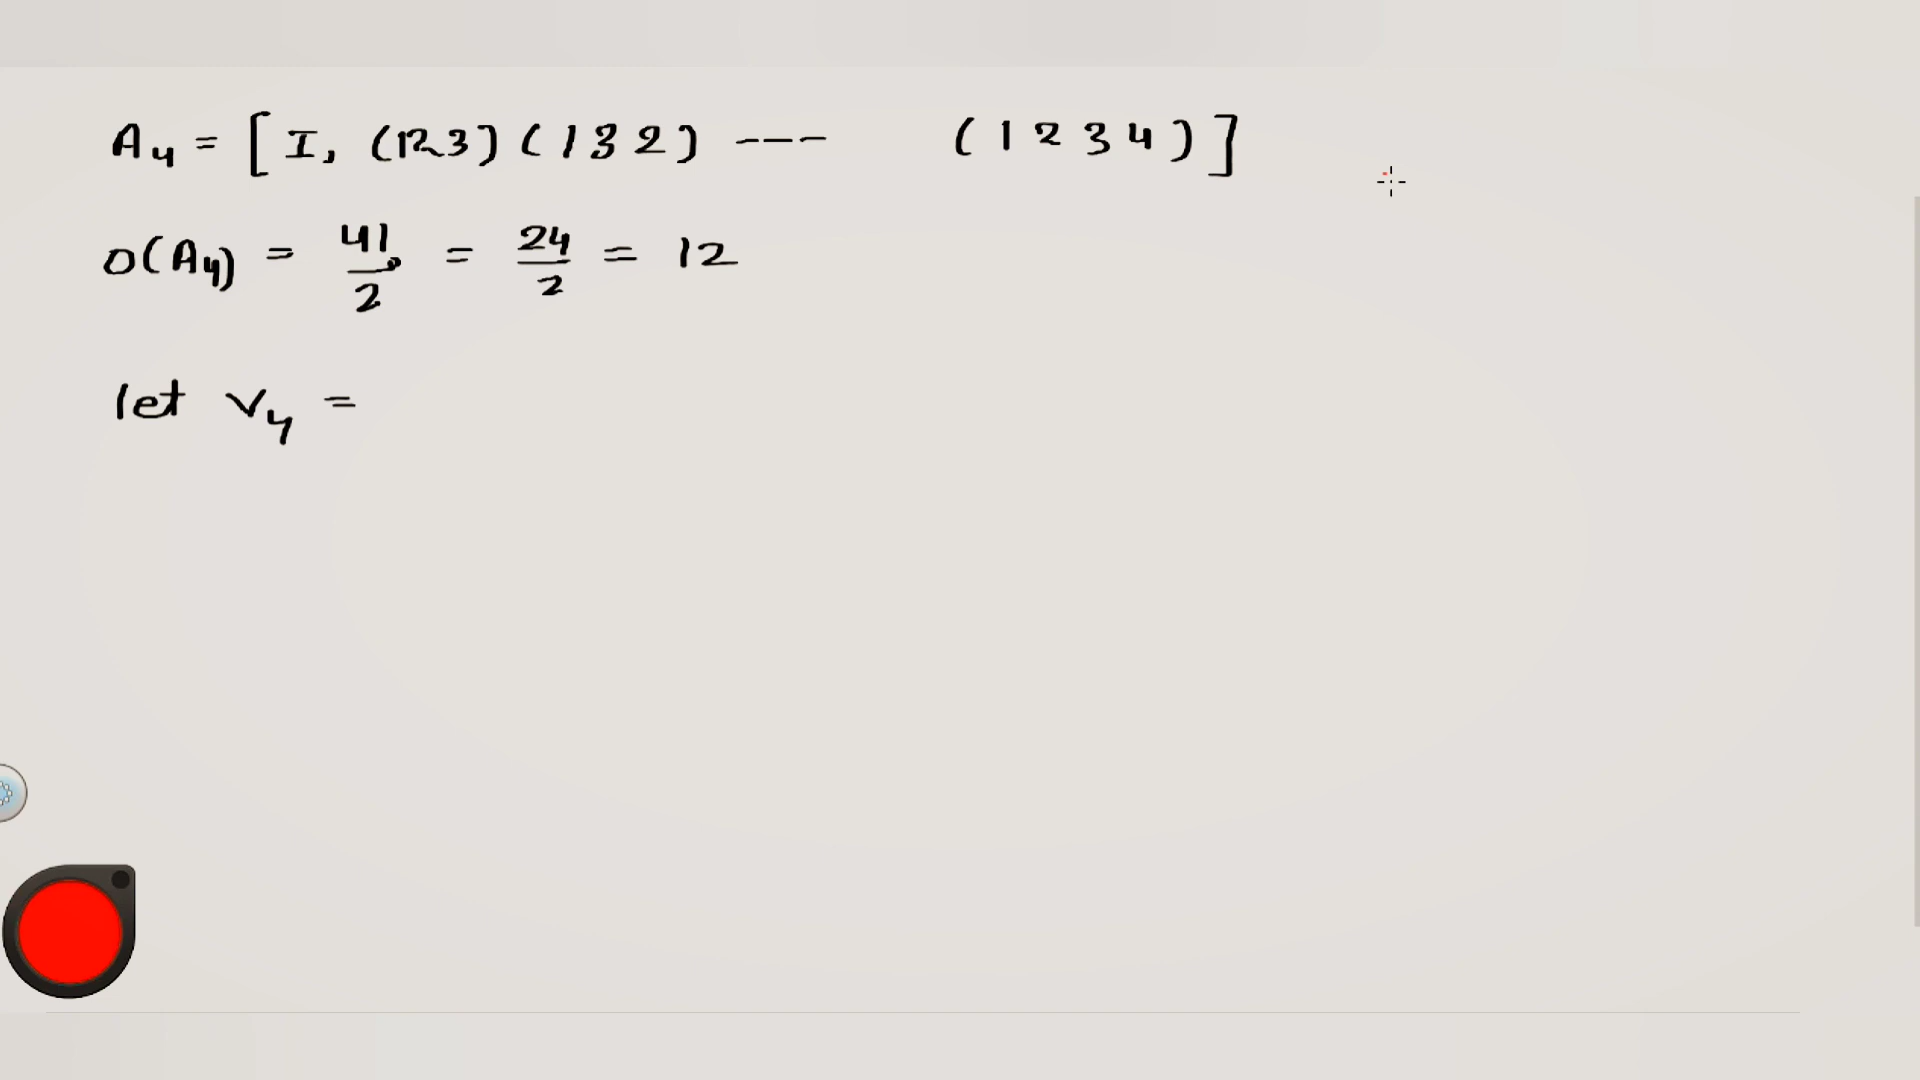 A₄ = [ I, (123) (132) --- (1234) ]
O(A₄) = 4!/2 = 24/2 = 12
let V₄ =